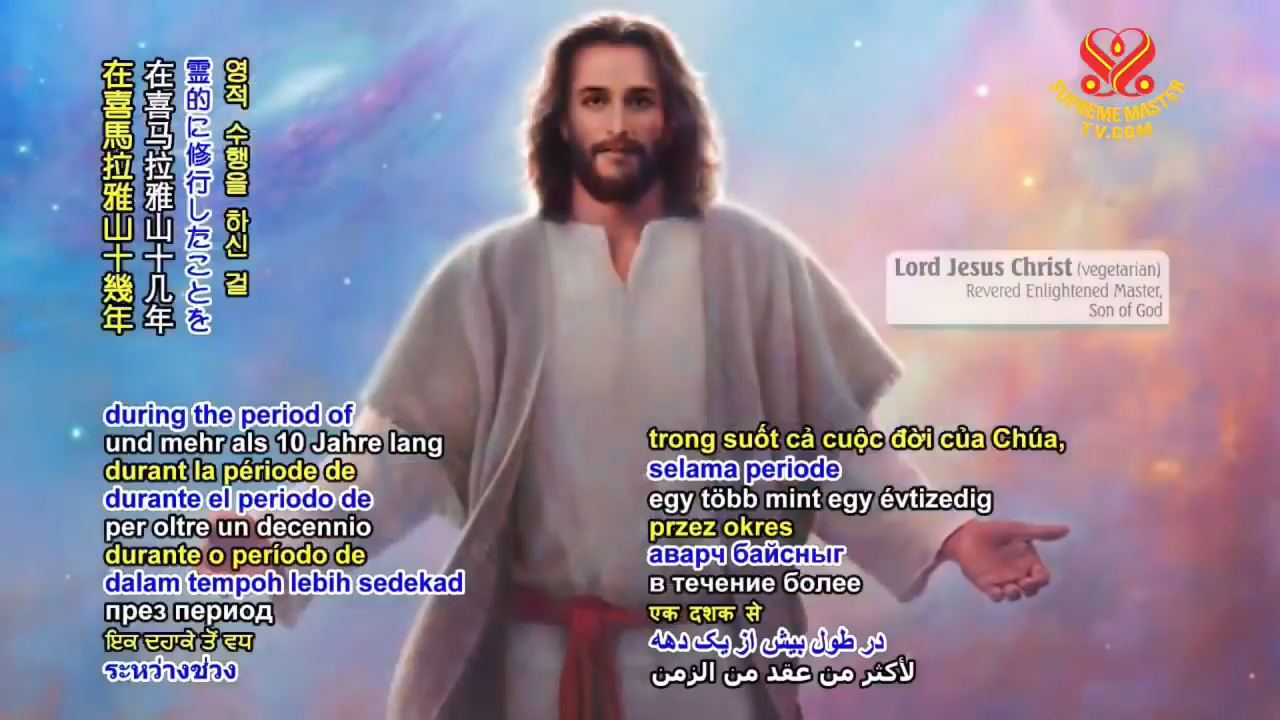 在喜馬拉雅山十幾年
在喜马拉雅山十几年
霊的に修行したことを
영적 수행을 하신 걸
SUPREME MASTER
TV.COM
Lord Jesus Christ (vegetarian)
Revered Enlightened Master,
Son of God
during the period of
und mehr als 10 Jahre lang
durant la période de
durante el periodo de
per oltre un decennio
durante o período de
dalam tempoh lebih sedekad
през период
ਇਕ ਦਹਾਕੇ ਤੋਂ ਵਧ
ระหว่างช่วง
trong suốt cả cuộc đời của Chúa,
selama periode
egy több mint egy évtizedig
przez okres
аварч байсныг
в течение более
एक दशक से
در طول بیش از یک دهه
لأكثر من عقد من الزمن